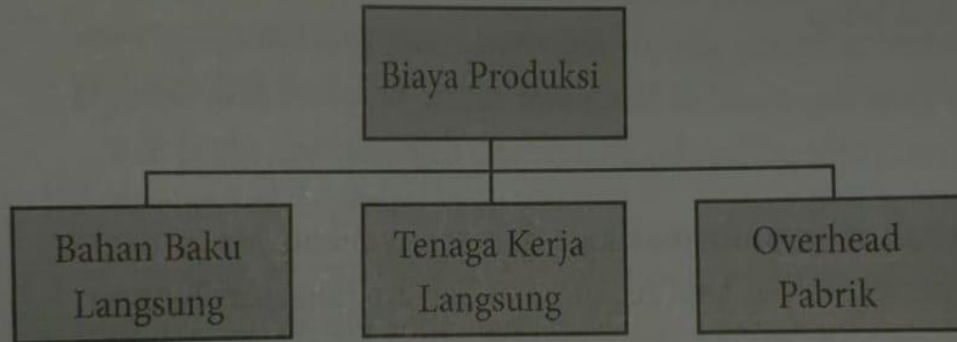 Biaya Produksi
Bahan Baku
Langsung
Tenaga Kerja
Langsung
Overhead
Pabrik